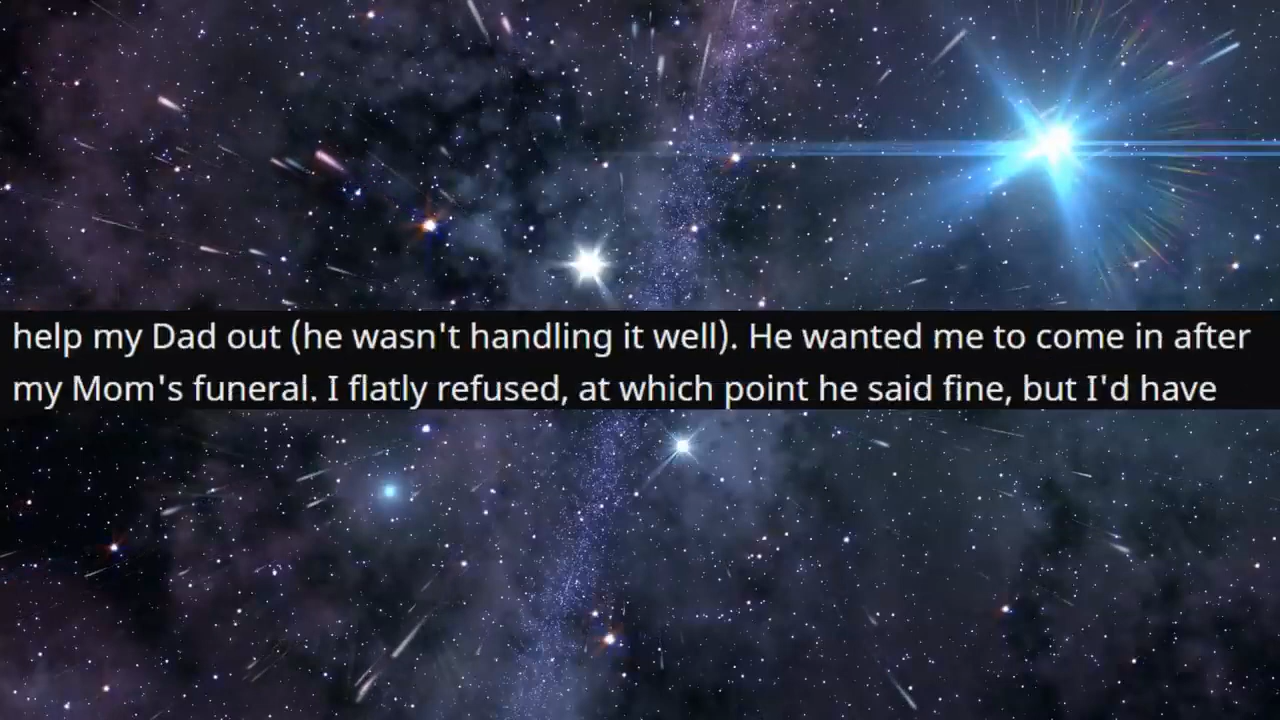 help my Dad out (he wasn't handling it well). He wanted me to come in after
my Mom's funeral. I flatly refused, at which point he said fine, but I'd have